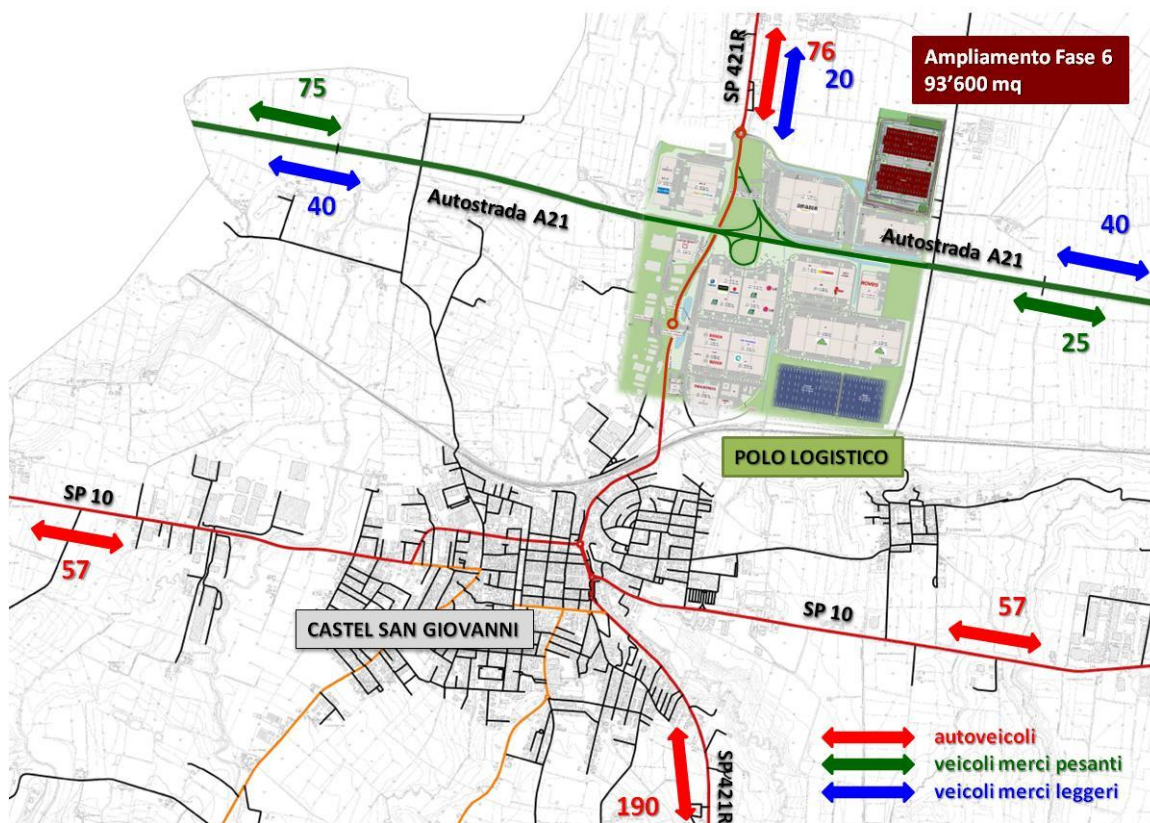 SP 421R
76
20
Ampliamento Fase 6
93'600 mq
75
40
Autostrada A21
Autostrada A21
40
25
POLO LOGISTICO
SP 10
57
CASTEL SAN GIOVANNI
SP 10
57
SP421R
190
autoveicoli
veicoli merci pesanti
veicoli merci leggeri